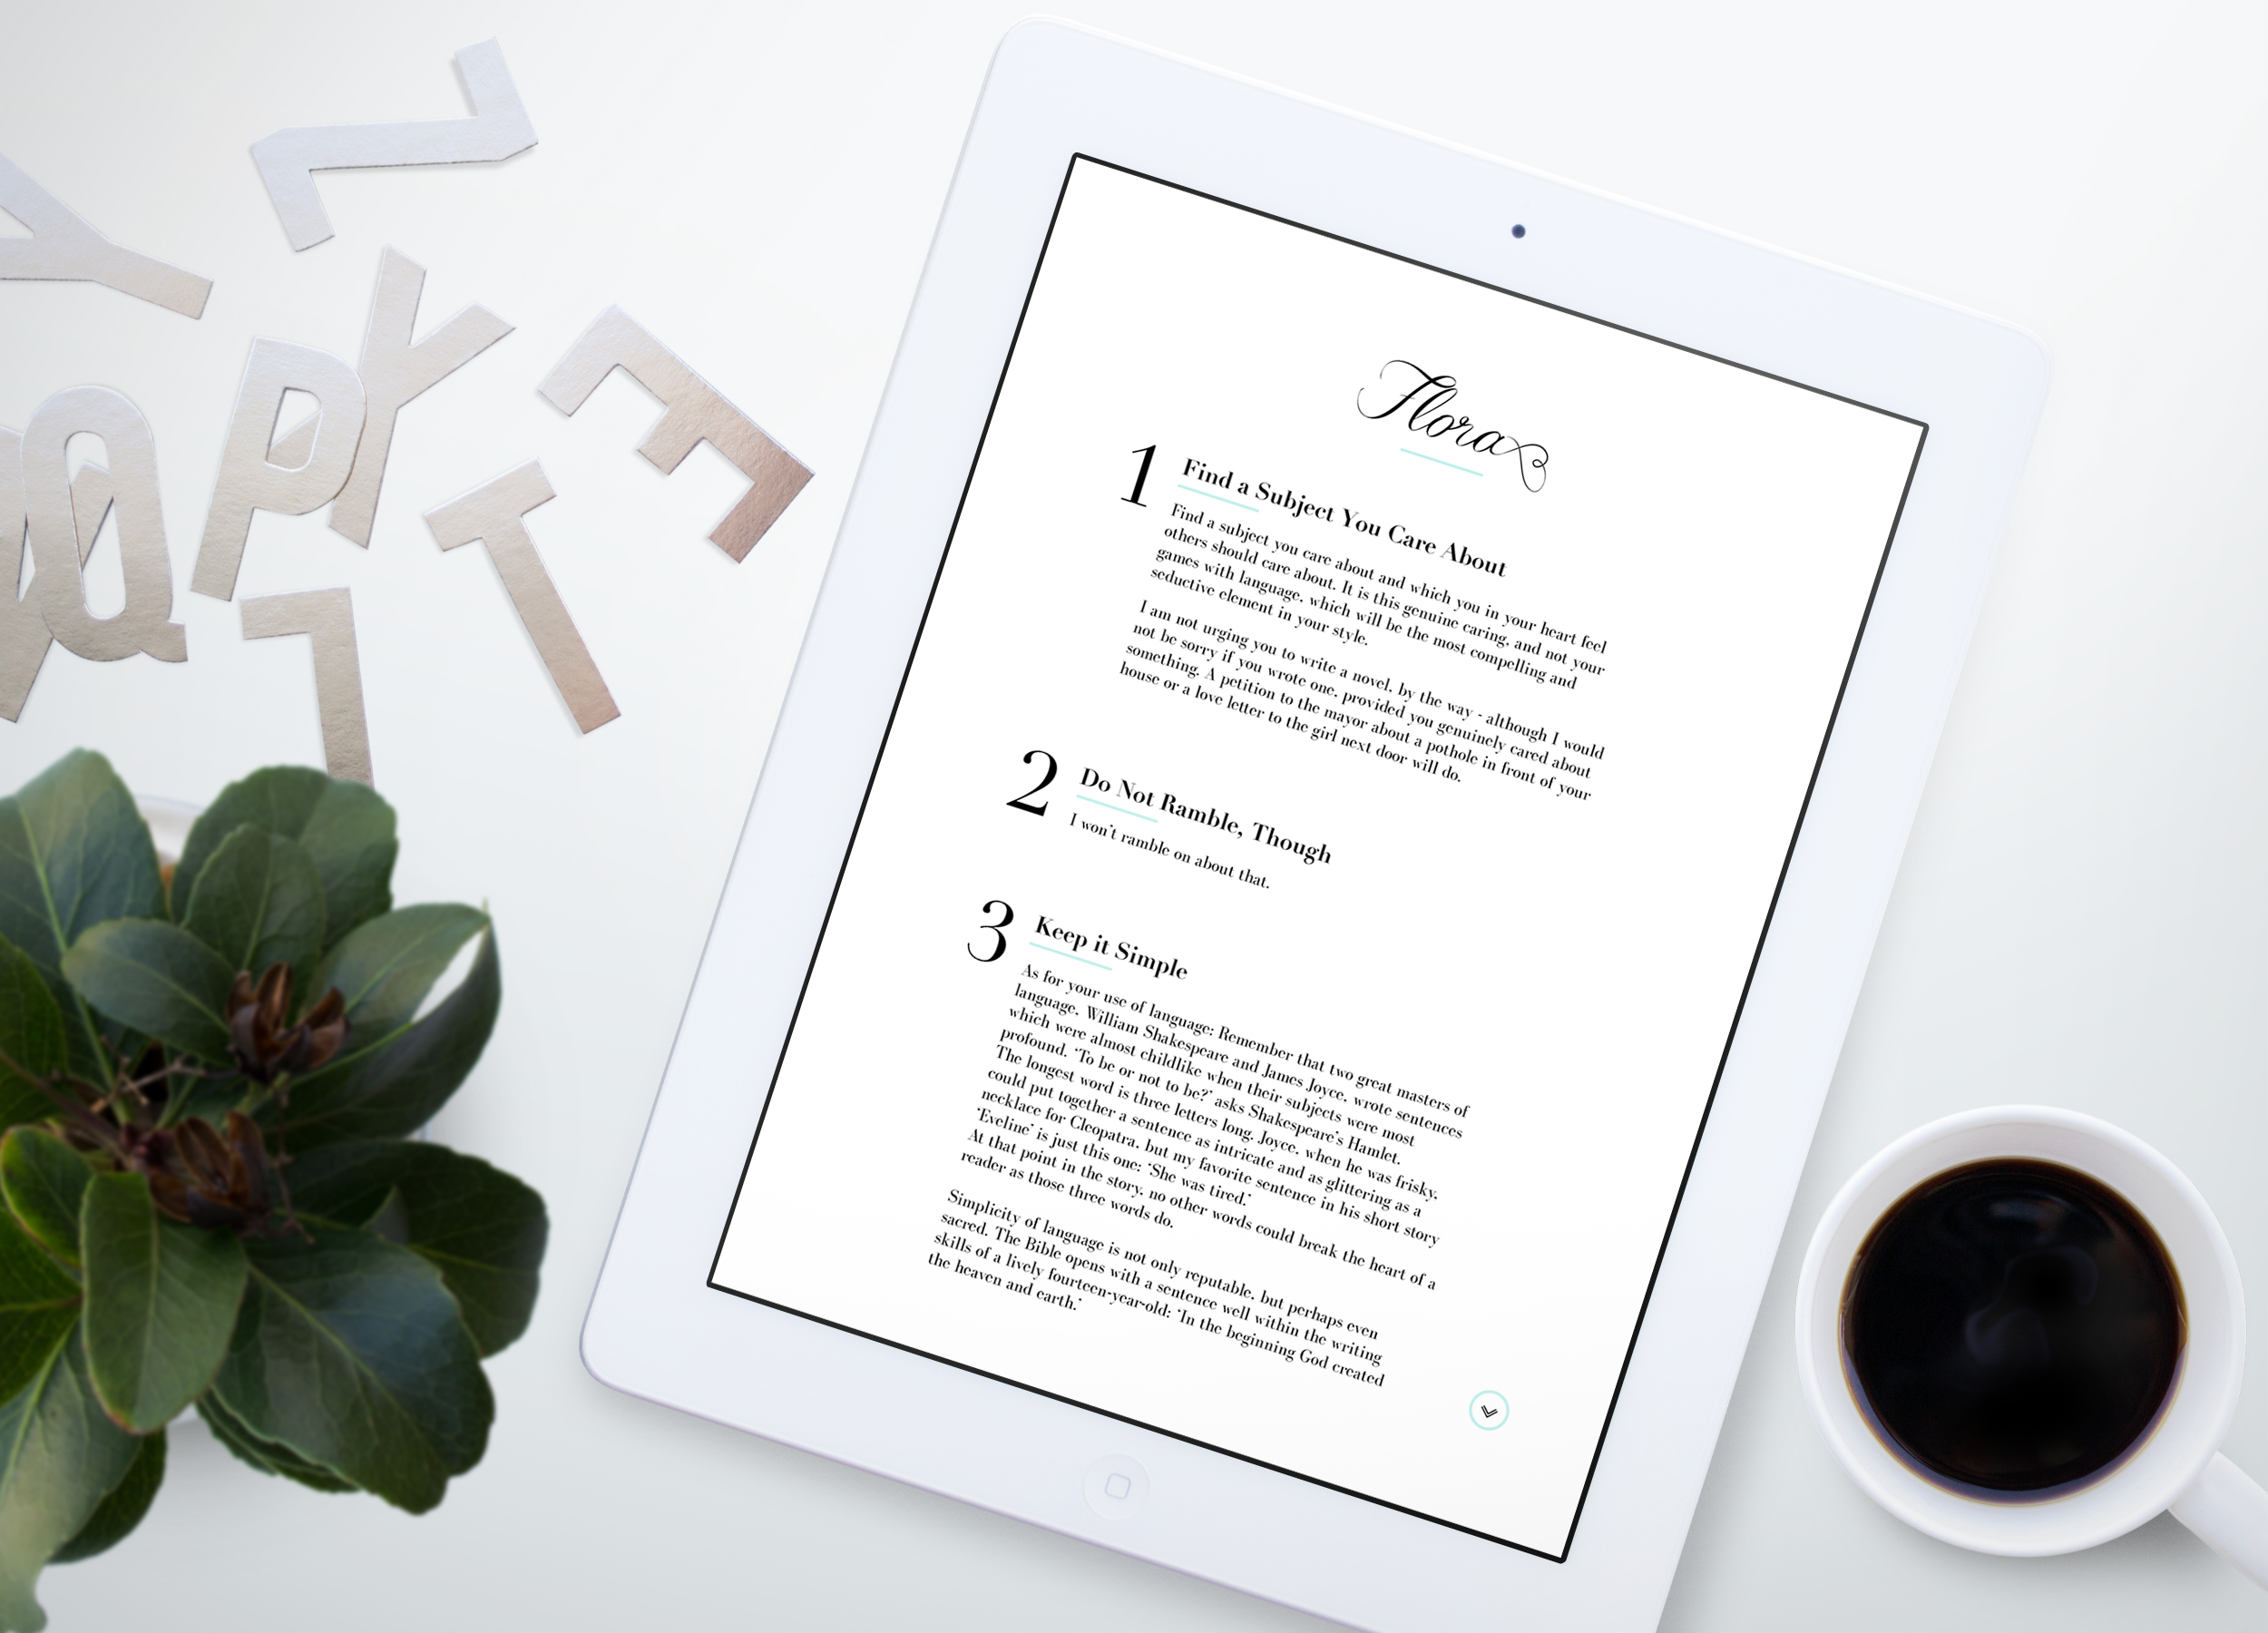 Y
Z
Y
P
E
Q
T
L
Flora
1
Find a Subject You Care About
Find a subject you care about and which you in your heart feel
others should care about. It is this genuine caring, and not your
games with language, which will be the most compelling and
seductive element in your style.
I am not urging you to write a novel, by the way - although I would
not be sorry if you wrote one, provided you genuinely cared about
something. A petition to the mayor about a pothole in front of your
house or a love letter to the girl next door will do.
2
Do Not Ramble, Though
I won't ramble on about that.
3
Keep it Simple
As for your use of language: Remember that two great masters of
language, William Shakespeare and James Joyce, wrote sentences
which were almost childlike when their subjects were most
profound. 'To be or not to be?' asks Shakespeare's Hamlet.
The longest word is three letters long. Joyce, when he was frisky,
could put together a sentence as intricate and as glittering as a
necklace for Cleopatra, but my favorite sentence in his short story
'Eveline' is just this one: 'She was tired.'
At that point in the story, no other words could break the heart of a
reader as those three words do.
Simplicity of language is not only reputable, but perhaps even
sacred. The Bible opens with a sentence well within the writing
skills of a lively fourteen-year-old: 'In the beginning God created
the heaven and earth.'